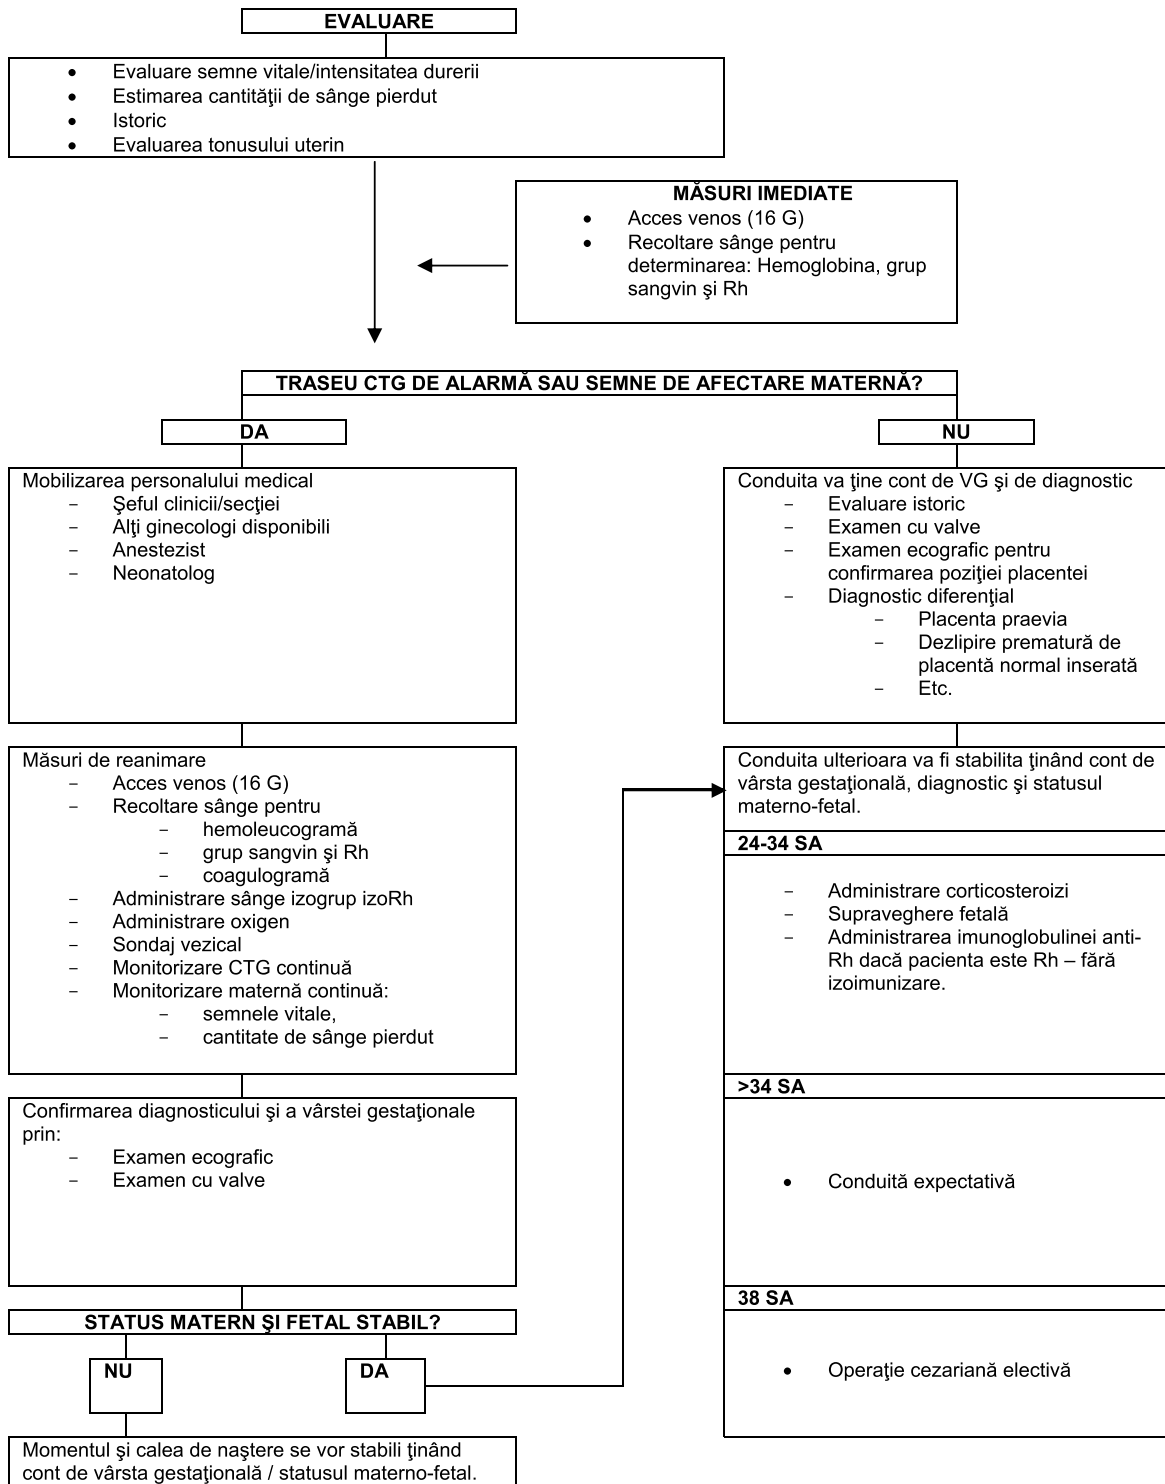 EVALUARE
• Evaluare semne vitale/intensitatea durerii
• Estimarea cantităţii de sânge pierdut
• Istoric
• Evaluarea tonusului uterin
MĂSURI IMEDIATE
• Acces venos (16 G)
• Recoltare sânge pentru
determinarea: Hemoglobina, grup
sangvin şi Rh
TRASEU CTG DE ALARMĂ SAU SEMNE DE AFECTARE MATERNĂ?
DA
Mobilizarea personalului medical
- Şeful clinicii/secţiei
- Alţi ginecologi disponibili
- Anestezist
- Neonatolog
Măsuri de reanimare
- Acces venos (16 G)
- Recoltare sânge pentru
- hemoleucogramă
- grup sangvin şi Rh
- coagulogramă
- Administrare sânge izogrup izoRh
- Administrare oxigen
- Sondaj vezical
- Monitorizare CTG continuă
- Monitorizare maternă continuă:
- semnele vitale,
- cantitate de sânge pierdut
Confirmarea diagnosticului şi a vârstei gestaţionale
prin:
- Examen ecografic
- Examen cu valve
STATUS MATERN ŞI FETAL STABIL?
NU
DA
Momentul şi calea de naştere se vor stabili ţinând
cont de vârsta gestaţională / statusul materno-fetal.
NU
Conduita va ţine cont de VG şi de diagnostic
- Evaluare istoric
- Examen cu valve
- Examen ecografic pentru
confirmarea poziţiei placentei
- Diagnostic diferenţial
- Placenta praevia
- Dezlipire prematură de
placentă normal inserată
- Etc.
Conduita ulterioara va fi stabilita ţinând cont de
vârsta gestaţională, diagnostic şi statusul
materno-fetal.
24-34 SA
- Administrare corticosteroizi
- Supraveghere fetală
- Administrarea imunoglobulinei anti-
Rh dacă pacienta este Rh – fără
izoimunizare.
>34 SA
• Conduită expectativă
38 SA
• Operaţie cezariană electivă